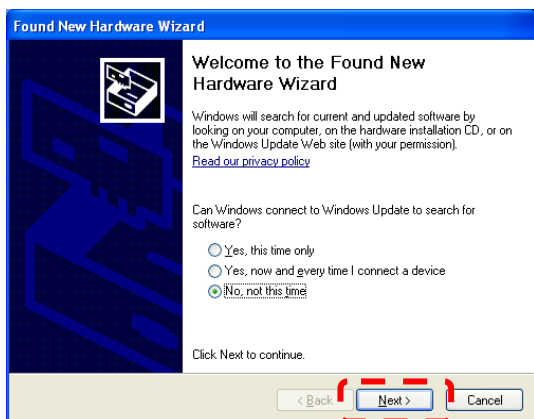 Found New Hardware Wizard
Welcome to the Found New
Hardware Wizard
Windows will search for current and updated software by
looking on your computer, on the hardware installation CD, or on
the Windows Update Web site (with your permission).
Read our privacy policy
Can Windows connect to Windows Update to search for
software?
Yes, this time only
Yes, now and every time I connect a device
No, not this time
Click Next to continue.
< Back Next > Cancel